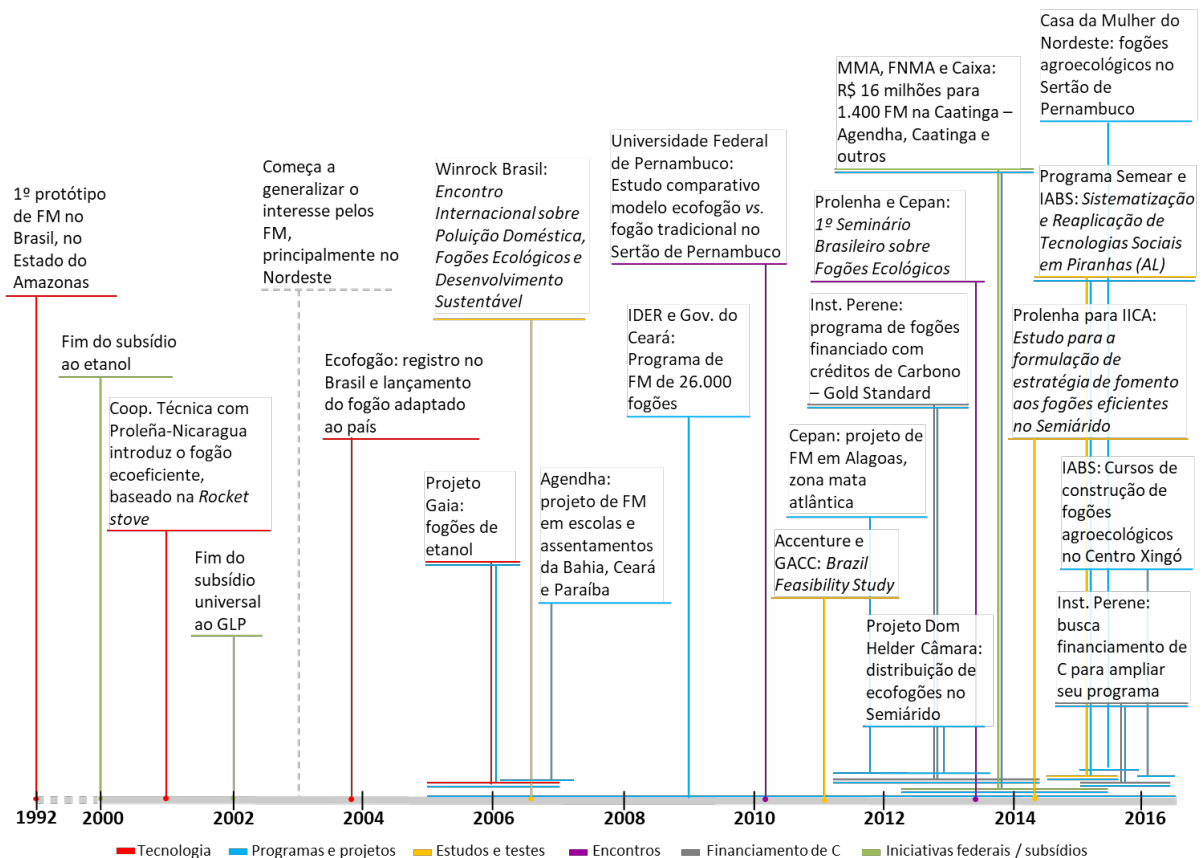 1º protótipo
de FM no
Brasil, no
Estado do
Amazonas
Fim do subsídio
ao etanol
Coop. Técnica com
Proleña-Nicaragua
introduz o fogão
ecoeficiente,
baseado na Rocket
stove
Fim do
subsídio
universal
ao GLP
Começa a
generalizar o
interesse pelos
FM,
principalmente no
Nordeste
Ecofogão: registro no
Brasil e lançamento
do fogão adaptado
ao país
Winrock Brasil:
Encontro
Internacional sobre
Poluição Doméstica,
Fogões Ecológicos e
Desenvolvimento
Sustentável
Projeto
Gaia:
fogões de
etanol
Agendha:
projeto de FM
em escolas e
assentamentos
da Bahia, Ceará
e Paraíba
Universidade Federal
de Pernambuco:
Estudo comparativo
modelo ecofogão vs.
fogão tradicional no
Sertão de Pernambuco
IDER e Gov. do
Ceará:
Programa de
FM de 26.000
fogões
MMA, FNMA e Caixa:
R$ 16 milhões para
1.400 FM na Caatinga –
Agendha, Caatinga e
outros
Prolenha e Cepan:
1º Seminário
Brasileiro sobre
Fogões Ecológicos
Inst. Perene:
programa de fogões
financiado com
créditos de Carbono
– Gold Standard
Cepan: projeto de
FM em Alagoas,
zona mata
atlântica
Accenture e
GACC: Brazil
Feasibility Study
Projeto Dom
Helder Câmara:
distribuição de
ecofogões no
Semiárido
Casa da Mulher do
Nordeste: fogões
agroecológicos no
Sertão de
Pernambuco
Programa Semear e
IABS: Sistematização
e Reaplicação de
Tecnologias Sociais
em Piranhas (AL)
Prolenha para IICA:
Estudo para a
formulação de
estratégia de fomento
aos fogões eficientes
no Semiárido
IABS: Cursos de
construção de
fogões
agroecológicos
no Centro Xingó
Inst. Perene:
busca
financiamento de
C para ampliar
seu programa
1992 2000 2002 2004 2006 2008 2010 2012 2014 2016
Tecnologia Programas e projetos Estudos e testes Encontros Financiamento de C Iniciativas federais / subsídios